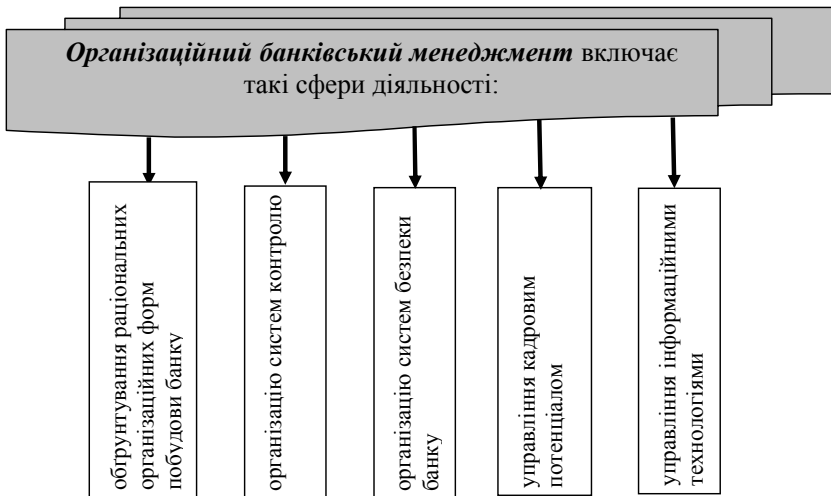 Організаційний банківський менеджмент включає
такі сфери діяльності:
обґрунтування раціональних
організаційних форм
побудови банку
організацію систем контролю
організацію систем безпеки
банку
управління кадровим
потенціалом
управління інформаційними
технологіями